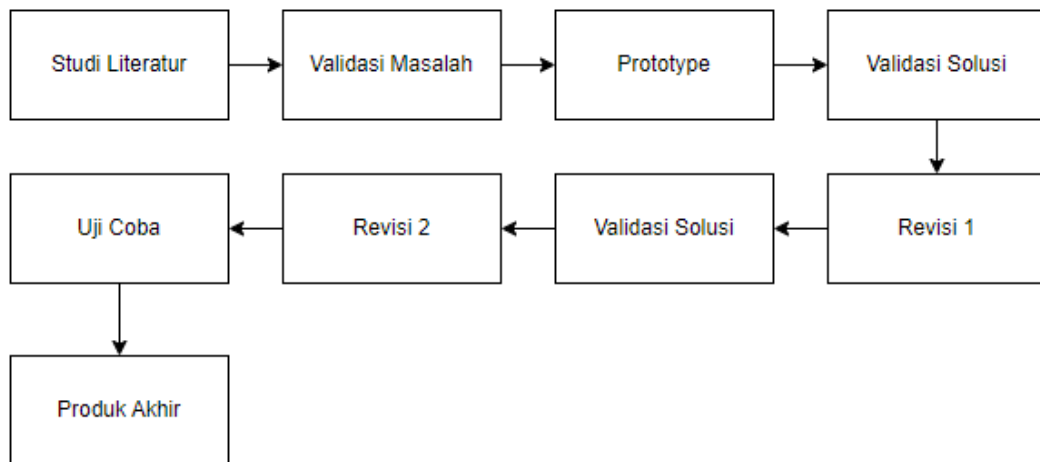 Studi Literatur
Validasi Masalah
Prototype
Validasi Solusi
Revisi 1
Validasi Solusi
Revisi 2
Uji Coba
Produk Akhir